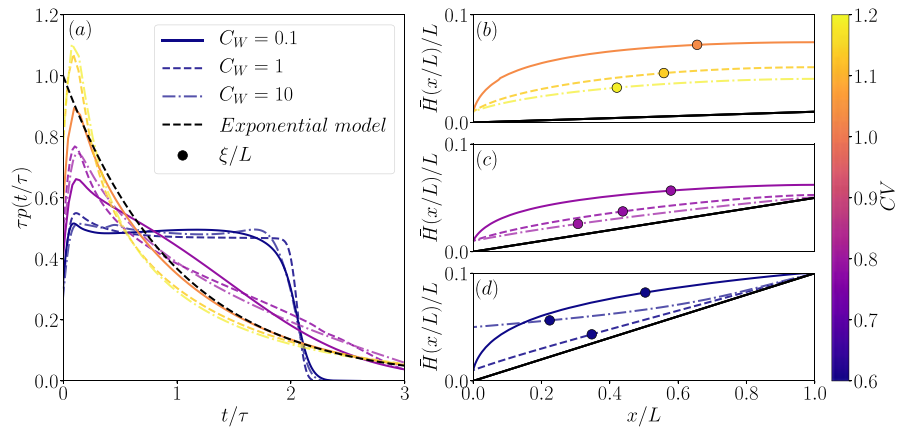 (a)
1.2
1.0
0.8
0.6
0.4
0.2
0.0
τp(t/τ)
0
1
2
3
t/τ
C_W = 0.1
C_W = 1
C_W = 10
Exponential model
ξ/L
(b)
0.1
0.0
H̄(x/L)/L
(c)
0.1
0.0
H̄(x/L)/L
(d)
0.1
0.0
H̄(x/L)/L
0.0
0.2
0.4
0.6
0.8
1.0
x/L
1.2
1.1
1.0
0.9
0.8
0.7
0.6
CV